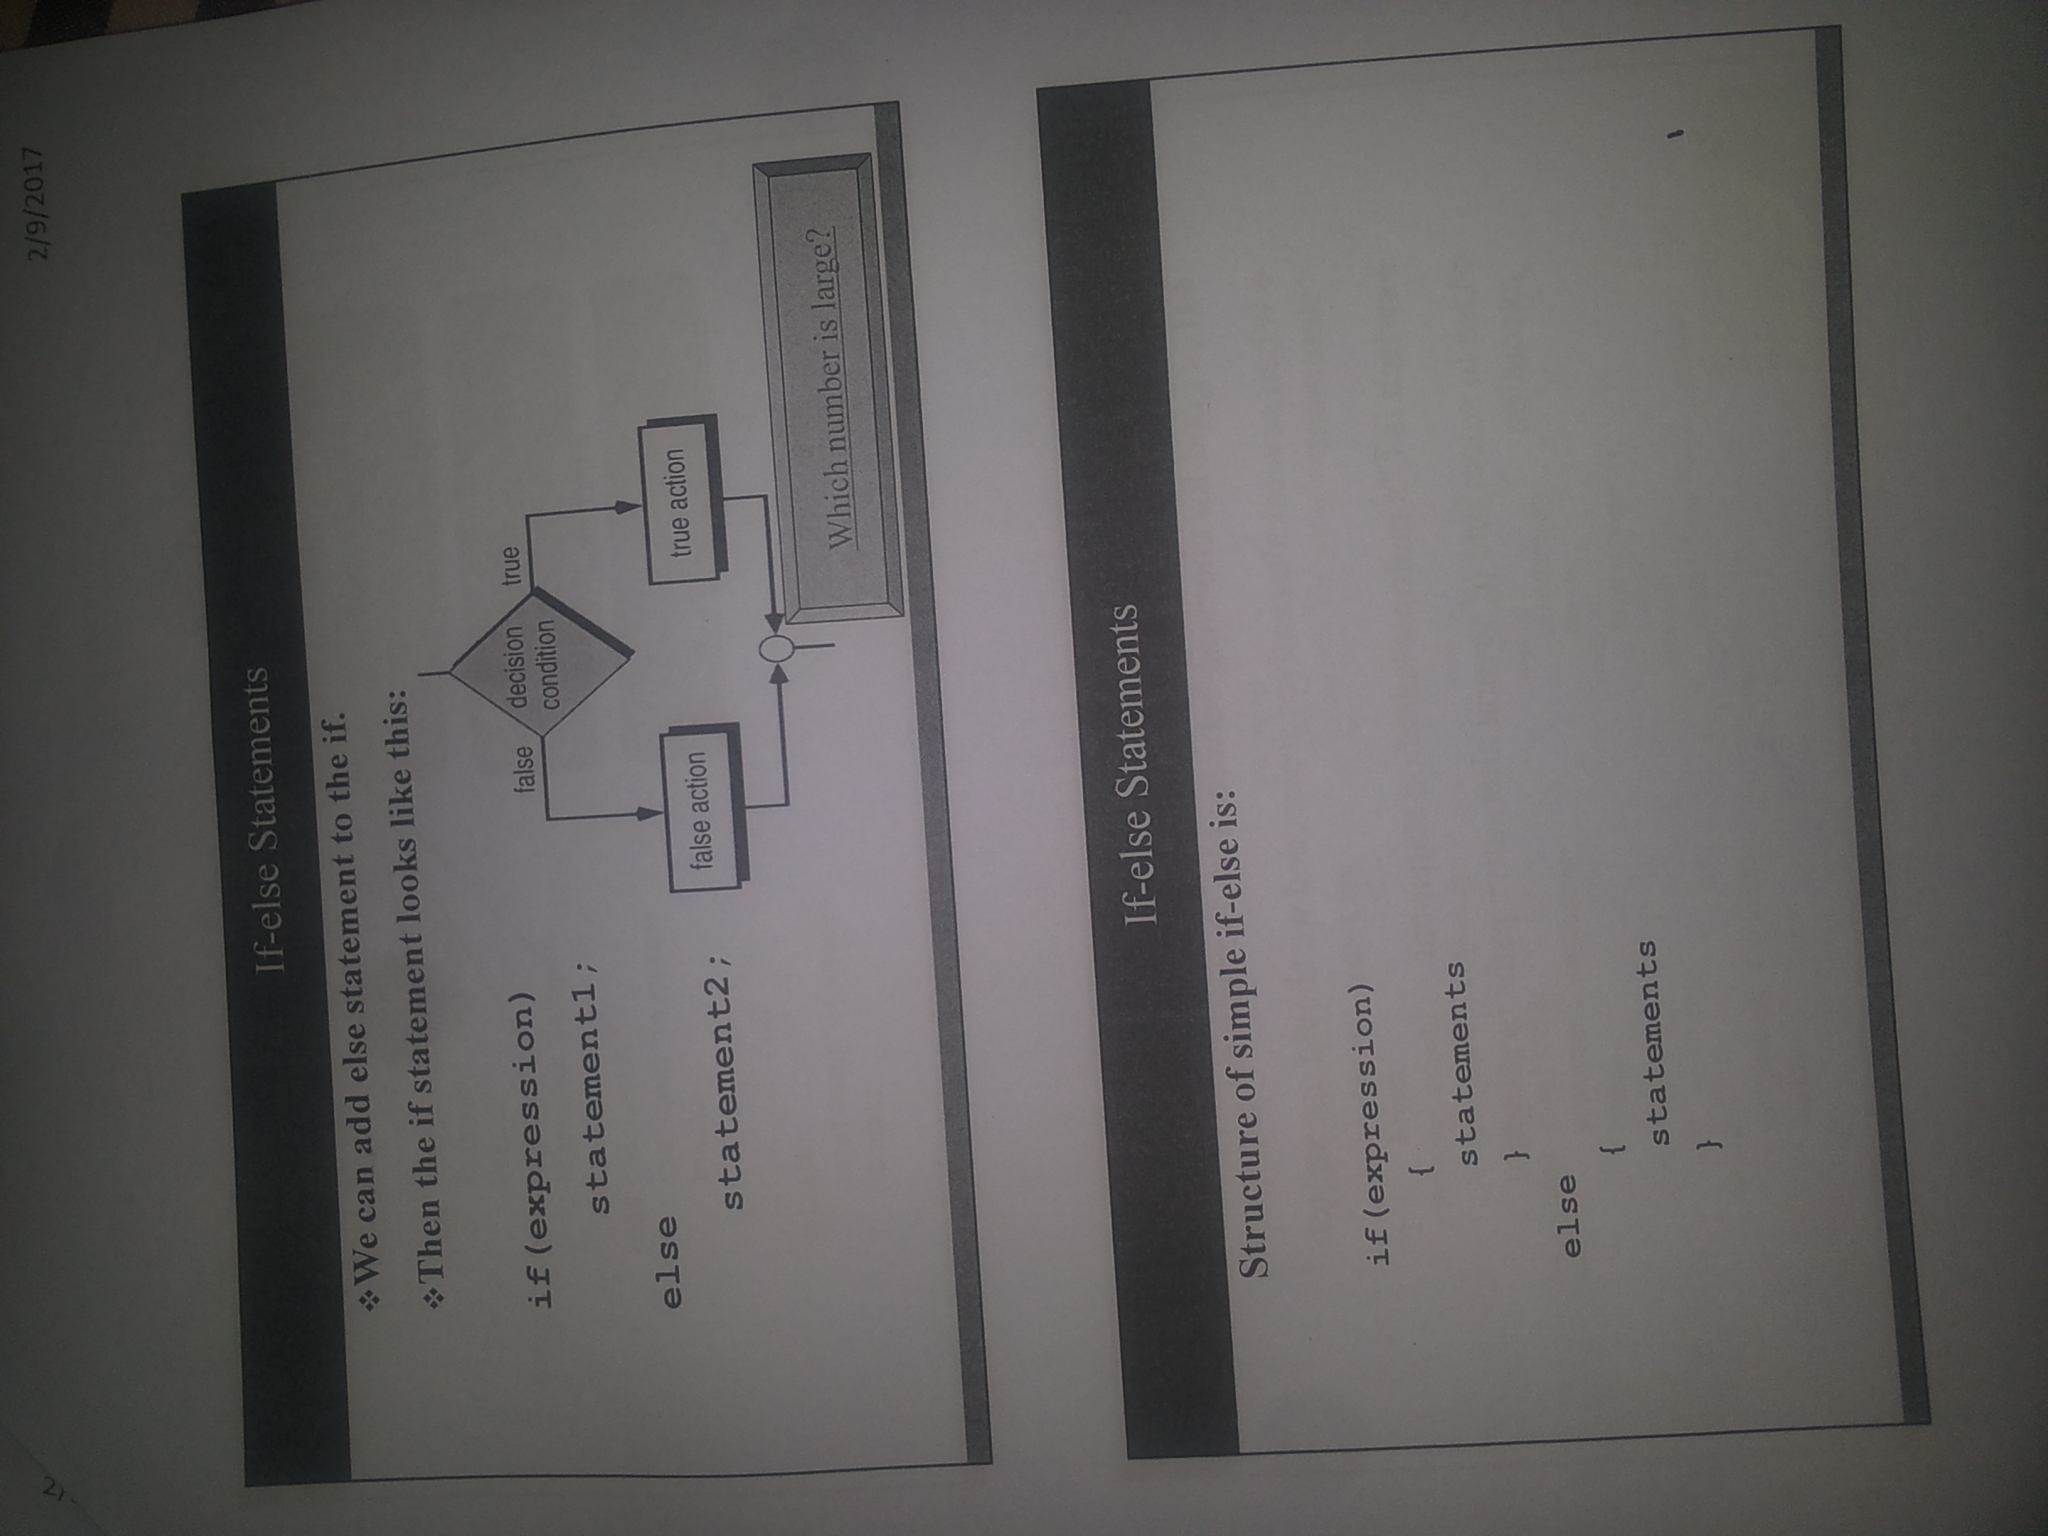 2/9/2017
If-else Statements
❖We can add else statement to the if.
❖Then the if statement looks like this:
if(expression)
statement1;
else
statement2;
false
decision
condition
true
false action
true action
Which number is large?
If-else Statements
Structure of simple if-else is:
if(expression)
{
statements
}
else
{
statements
}